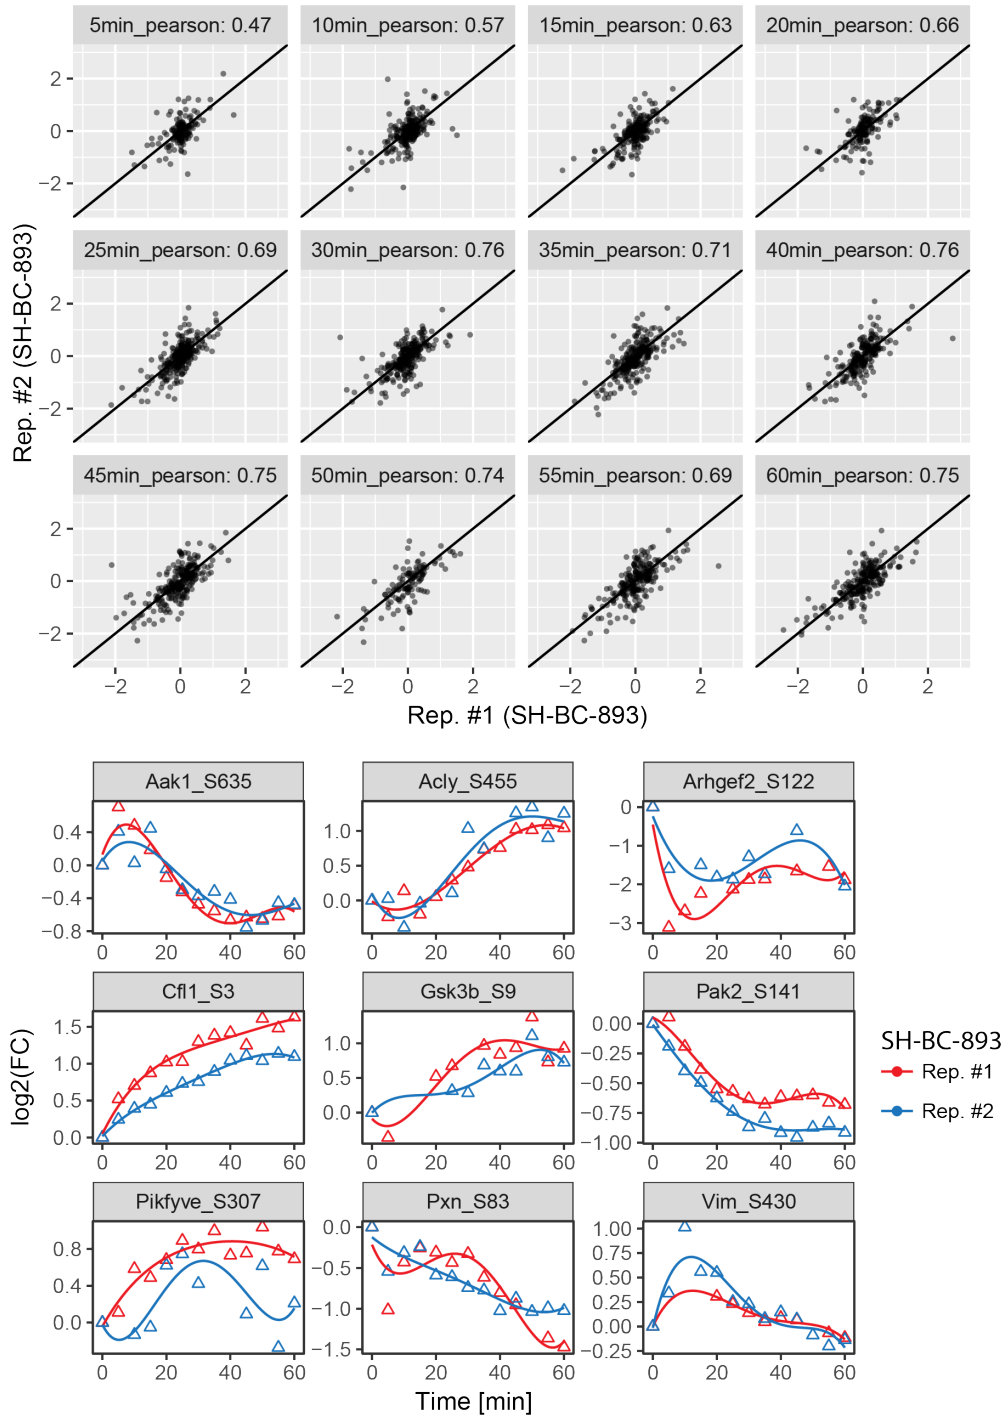 5min_pearson: 0.47 10min_pearson: 0.57 15min_pearson: 0.63 20min_pearson: 0.66
2
0
−2
25min_pearson: 0.69 30min_pearson: 0.76 35min_pearson: 0.71 40min_pearson: 0.76
2
0
−2
45min_pearson: 0.75 50min_pearson: 0.74 55min_pearson: 0.69 60min_pearson: 0.75
2
0
−2
−2 0 2 −2 0 2 −2 0 2 −2 0 2
Rep. #1 (SH-BC-893)
Rep. #2 (SH-BC-893)
Aak1_S635 Acly_S455 Arhgef2_S122
0.4
0.0
−0.4
−0.8
1.0
0.5
0.0
0
−1
−2
−3
0 20 40 60 0 20 40 60 0 20 40 60
Cfl1_S3 Gsk3b_S9 Pak2_S141
1.5
1.0
0.5
0.0
1.0
0.5
0.0
0.00
−0.25
−0.50
−0.75
−1.00
0 20 40 60 0 20 40 60 0 20 40 60
Pikfyve_S307 Pxn_S83 Vim_S430
0.8
0.4
0.0
0.0
−0.5
−1.0
−1.5
1.00
0.75
0.50
0.25
0.00
−0.25
0 20 40 60 0 20 40 60 0 20 40 60
Time [min]
log2(FC)
SH-BC-893
Rep. #1
Rep. #2